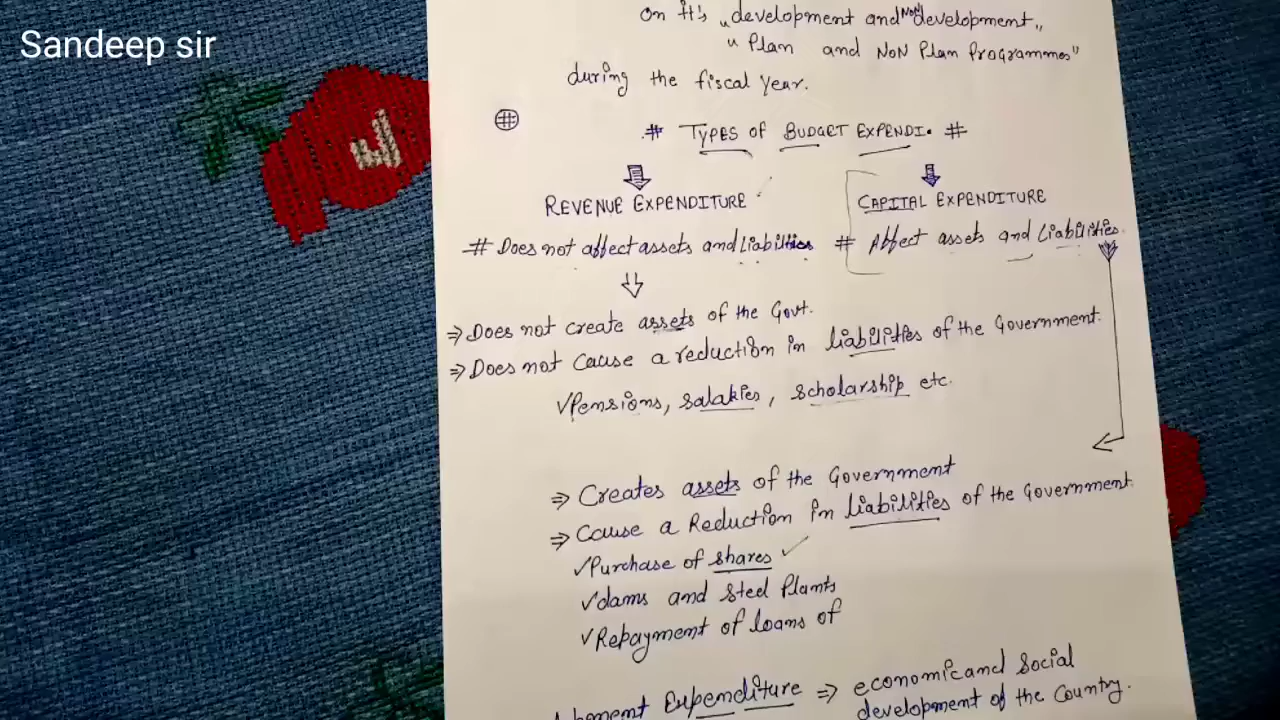 Sandeep sir
On it's "development and Non development"
"Plan and Non Plan Programmes"
during the fiscal year.
# TYPES of BUDGET EXPENDI. #
REVENUE EXPENDITURE
CAPITAL EXPENDITURE
# Does not affect assets and liabilities
# Affect assets and liabilities
⇒ Does not create assets of the Govt.
⇒ Does not cause a reduction in liabilities of the Government.
✓Pensions, salaries, scholarship etc.
⇒ Creates assets of the Government
⇒ Cause a Reduction in liabilities of the Government.
✓Purchase of shares ✓
✓dams and steel Plants
✓Repayment of loans of
Expenditure ⇒ economic and social
development of the Country.